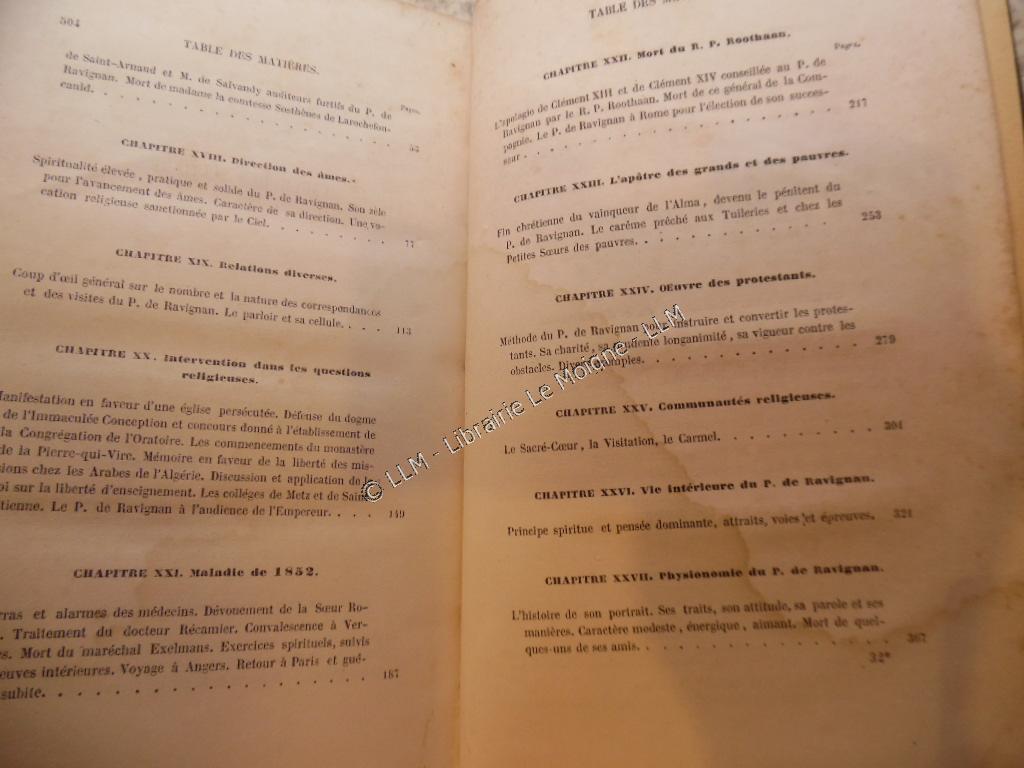 504
TABLE DES MATIÈRES.
Pages.
de Saint-Arnaud et M. de Salvandy auditeurs furtifs du P. de
Ravignan. Mort de madame la comtesse Sosthènes de Larochefou-
cauld. . . . . . . . . . . . . . . 53
CHAPITRE XVIII. Direction des âmes.
Spiritualité élevée, pratique et solide du P. de Ravignan. Son zèle
pour l'avancement des âmes. Caractère de sa direction. Une vo-
cation religieuse sanctionnée par le Ciel. . . . . . . . . 77
CHAPITRE XIX. Relations diverses.
Coup d'œil général sur le nombre et la nature des correspondances
et des visites du P. de Ravignan. Le parloir et sa cellule. . . . 113
CHAPITRE XX. Intervention dans les questions
religieuses.
Manifestation en faveur d'une église persécutée. Défense du dogme
de l'Immaculée Conception et concours donné à l'établissement de
la Congrégation de l'Oratoire. Les commencements du monastère
de la Pierre-qui-Vire. Mémoire en faveur de la liberté des mis-
sions chez les Arabes de l'Algérie. Discussion et application de la
oi sur la liberté d'enseignement. Les colléges de Metz et de Saint-
tienne. Le P. de Ravignan à l'audience de l'Empereur. . . . 149
CHAPITRE XXI. Maladie de 1852.
rras et alarmes des médecins. Dévouement de la Sœur Ro-
. Traitement du docteur Récamier. Convalescence à Ver-
es. Mort du maréchal Exelmans. Exercices spirituels, suivis
euves intérieures. Voyage à Angers. Retour à Paris et gué-
subite. . . . . . . . . . . . . . . . 187
TABLE DES MATIÈ
CHAPITRE XXII. Mort du R. P. Roothaan.
Pages.
L'apologie de Clément XIII et de Clément XIV conseillée au P. de
Ravignan par le R. P. Roothaan. Mort de ce général de la Com-
pagnie. Le P. de Ravignan à Rome pour l'élection de son succes-
seur. . . . . . . . . . . . . . . . 217
CHAPITRE XXIII. L'apôtre des grands et des pauvres.
Fin chrétienne du vainqueur de l'Alma, devenu le pénitent du
P. de Ravignan. Le carême prêché aux Tuileries et chez les
Petites Sœurs des pauvres. . . . . . . . . . . 253
CHAPITRE XXIV. OEuvre des protestants.
Méthode du P. de Ravignan pour instruire et convertir les protes-
tants. Sa charité, sa longanimité, sa vigueur contre les
obstacles. Divers exemples. . . . . . . . . . . 279
CHAPITRE XXV. Communautés religieuses.
Le Sacré-Cœur, la Visitation, le Carmel. . . . . . . . . 301
CHAPITRE XXVI. Vie intérieure du P. de Ravignan.
Principe spiritue et pensée dominante, attraits, voies et épreuves. 321
CHAPITRE XXVII. Physionomie du P. de Ravignan.
L'histoire de son portrait. Ses traits, son attitude, sa parole et ses
manières. Caractère modeste, énergique, aimant. Mort de quel-
ques-uns de ses amis. . . . . . . . . . . . . 367
32*
© LLM - Librairie Le Moigne - LLM